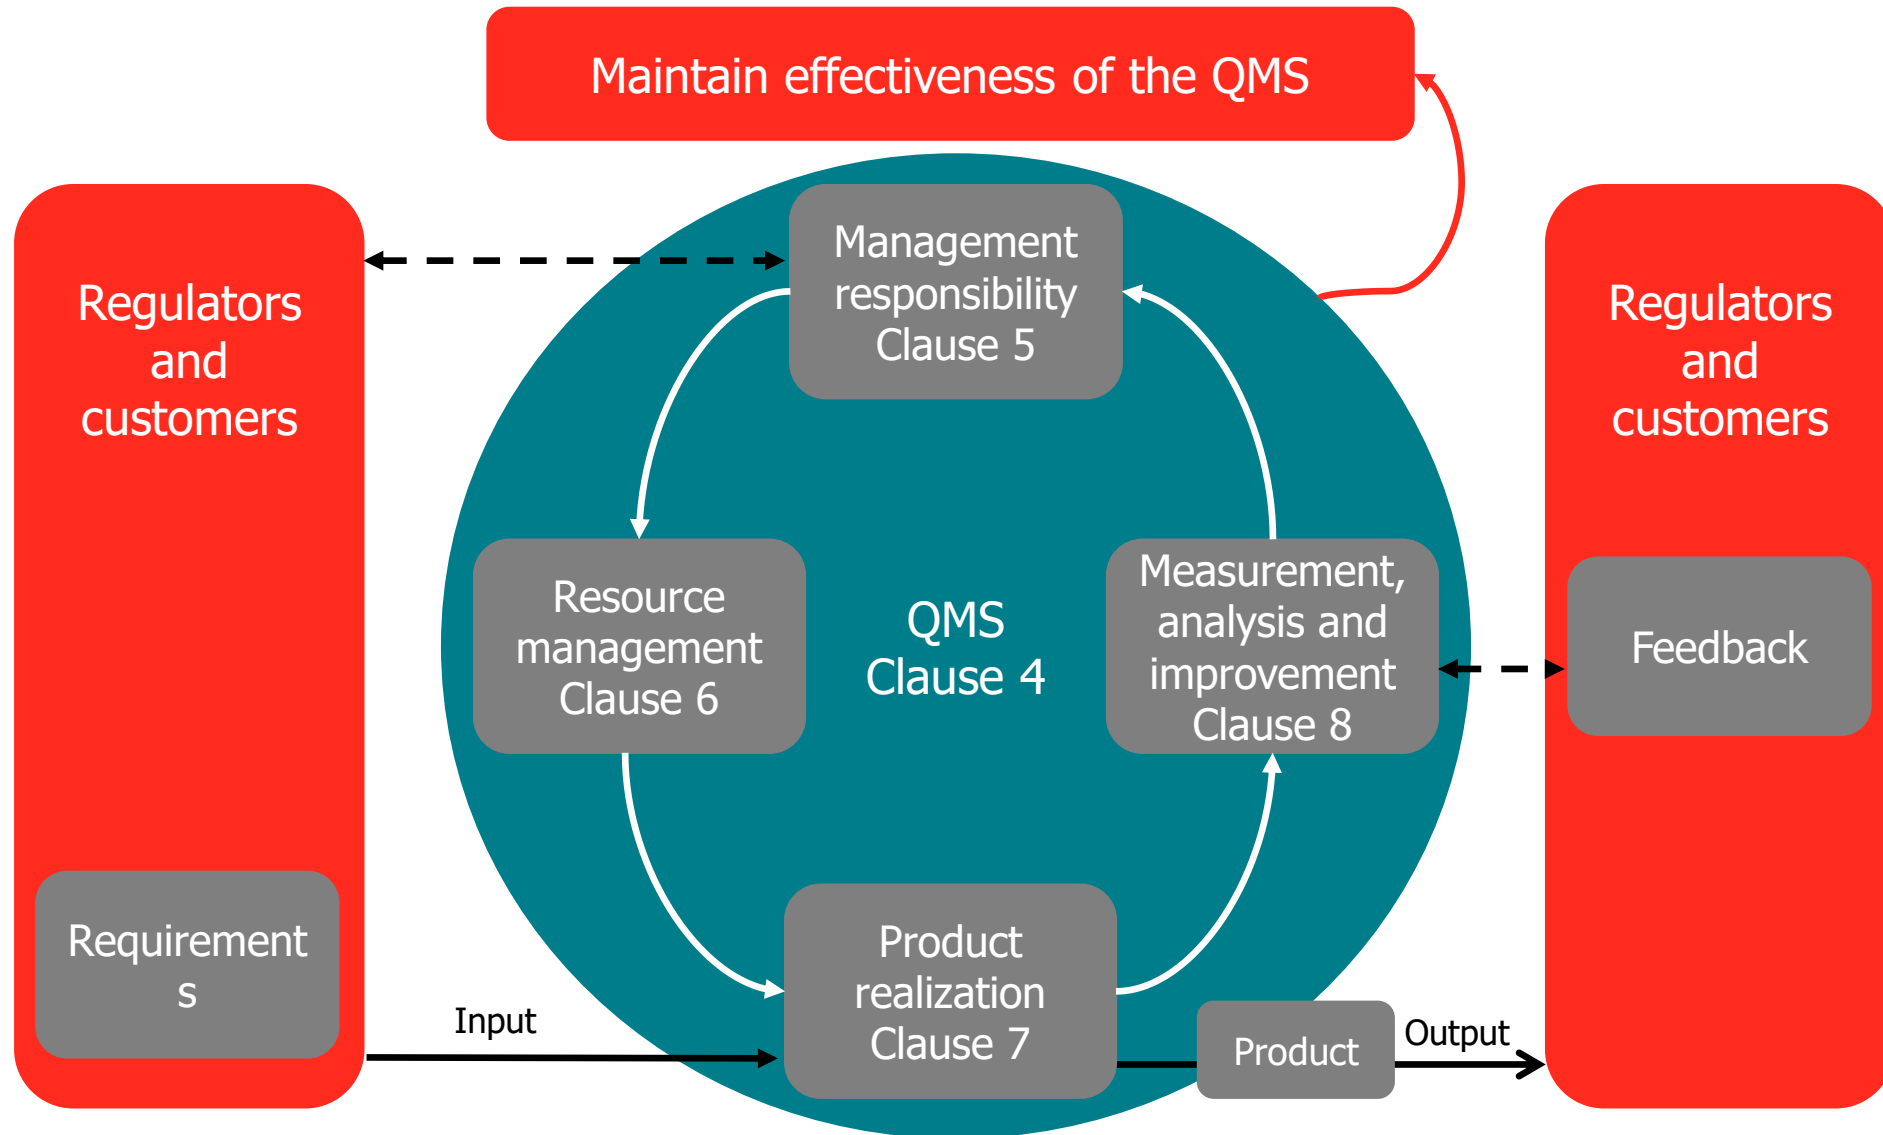 Maintain effectiveness of the QMS
Regulators
and
customers
Requirement
s
Input
Management
responsibility
Clause 5
Resource
management
Clause 6
QMS
Clause 4
Measurement,
analysis and
improvement
Clause 8
Product
realization
Clause 7
Product
Output
Regulators
and
customers
Feedback